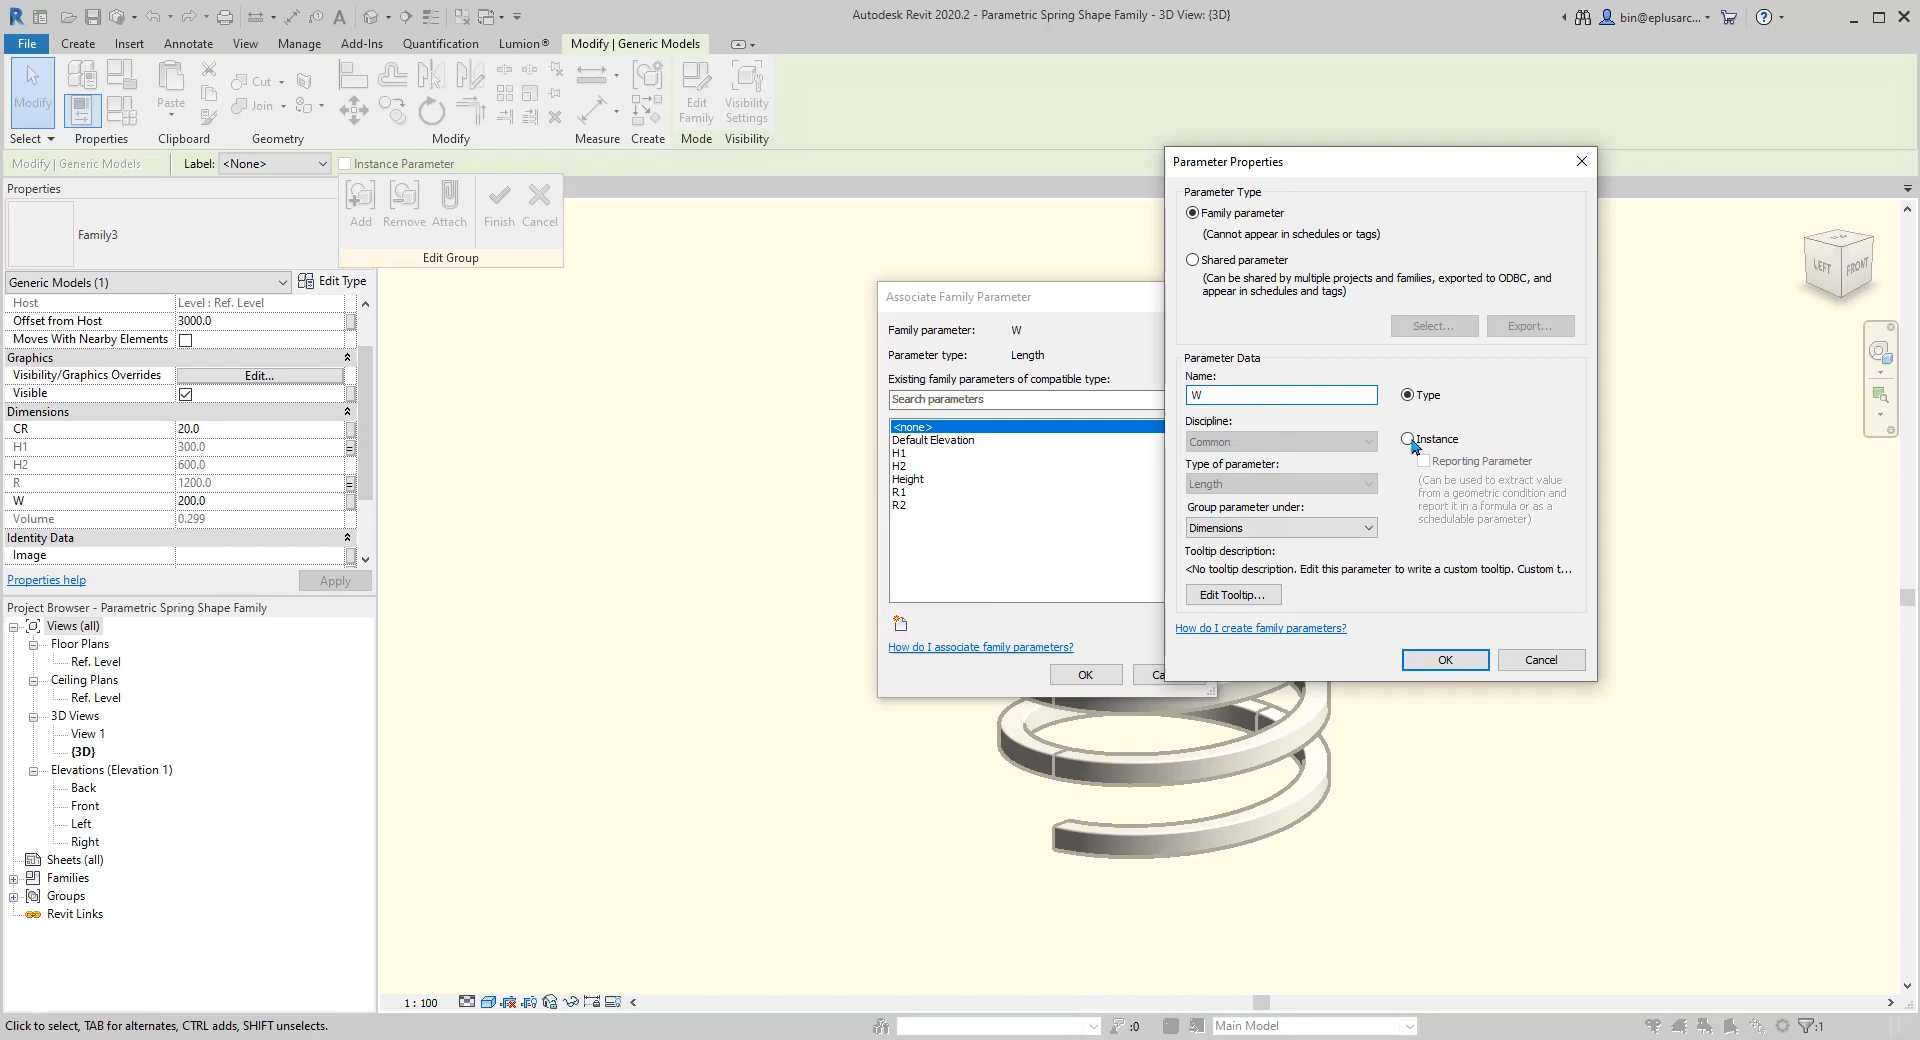 Autodesk Revit 2020.2 - Parametric Spring Shape Family - 3D View: {3D}
bin@eplusarc...
File Create Insert Annotate View Manage Add-Ins Quantification Lumion® Modify | Generic Models
Modify
Paste
Cut
Join
Edit Family
Visibility Settings
Select Properties Clipboard Geometry Modify Measure Create Mode Visibility
Modify | Generic Models
Label: <None>
Instance Parameter
Add Remove Attach Finish Cancel
Edit Group
Properties
Family3
Generic Models (1)
Edit Type
Host Level : Ref. Level
Offset from Host 3000.0
Moves With Nearby Elements
Graphics
Visibility/Graphics Overrides Edit...
Visible
Dimensions
CR 20.0
H1 300.0
H2 600.0
R 1200.0
W 200.0
Volume 0.299
Identity Data
Image
Properties help
Apply
Project Browser - Parametric Spring Shape Family
Views (all)
Floor Plans
Ref. Level
Ceiling Plans
Ref. Level
3D Views
View 1
{3D}
Elevations (Elevation 1)
Back
Front
Left
Right
Sheets (all)
Families
Groups
Revit Links
Associate Family Parameter
Family parameter: W
Parameter type: Length
Existing family parameters of compatible type:
Search parameters
<none>
Default Elevation
H1
H2
Height
R1
R2
How do I associate family parameters?
OK
Ca
Parameter Properties
Parameter Type
Family parameter
(Cannot appear in schedules or tags)
Shared parameter
(Can be shared by multiple projects and families, exported to ODBC, and
appear in schedules and tags)
Select...
Export...
Parameter Data
Name:
W
Type
Discipline:
Common
Instance
Type of parameter:
Reporting Parameter
Length
(Can be used to extract value
from a geometric condition and
report it in a formula or as a
schedulable parameter)
Group parameter under:
Dimensions
Tooltip description:
<No tooltip description. Edit this parameter to write a custom tooltip. Custom t...
Edit Tooltip...
How do I create family parameters?
OK
Cancel
LEFT
FRONT
1 : 100
Click to select, TAB for alternates, CTRL adds, SHIFT unselects.
:0
Main Model
:1